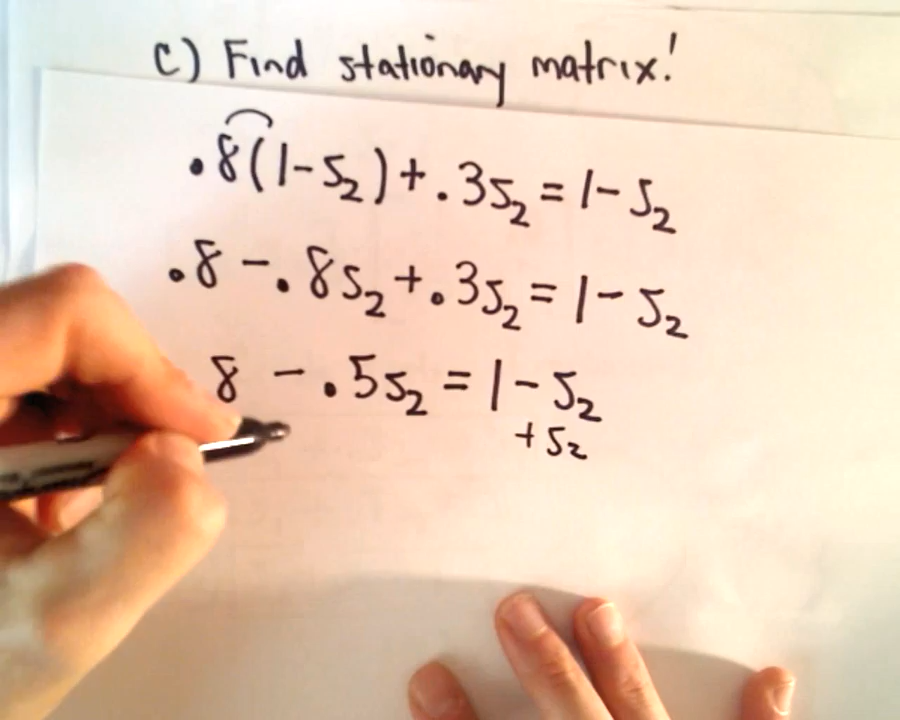 c) Find stationary matrix!
.8(1-s₂)+.3s₂=1-s₂
.8-.8s₂+.3s₂=1-s₂
8-.5s₂=1-s₂
+s₂